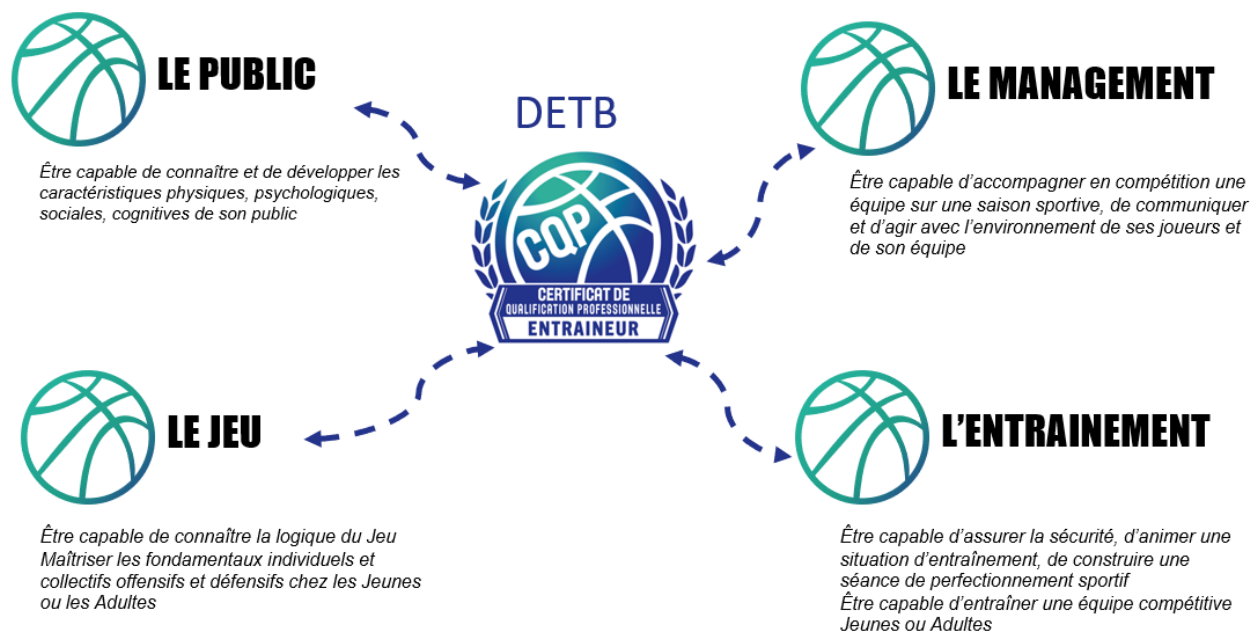 LE PUBLIC
Être capable de connaître et de développer les
caractéristiques physiques, psychologiques,
sociales, cognitives de son public
DETB
CQP
CERTIFICAT DE
QUALIFICATION PROFESSIONNELLE
ENTRAINEUR
LE MANAGEMENT
Être capable d’accompagner en compétition une
équipe sur une saison sportive, de communiquer
et d’agir avec l’environnement de ses joueurs et
de son équipe
LE JEU
Être capable de connaître la logique du Jeu
Maîtriser les fondamentaux individuels et
collectifs offensifs et défensifs chez les Jeunes
ou les Adultes
L’ENTRAINEMENT
Être capable d’assurer la sécurité, d’animer une
situation d’entraînement, de construire une
séance de perfectionnement sportif
Être capable d’entraîner une équipe compétitive
Jeunes ou Adultes